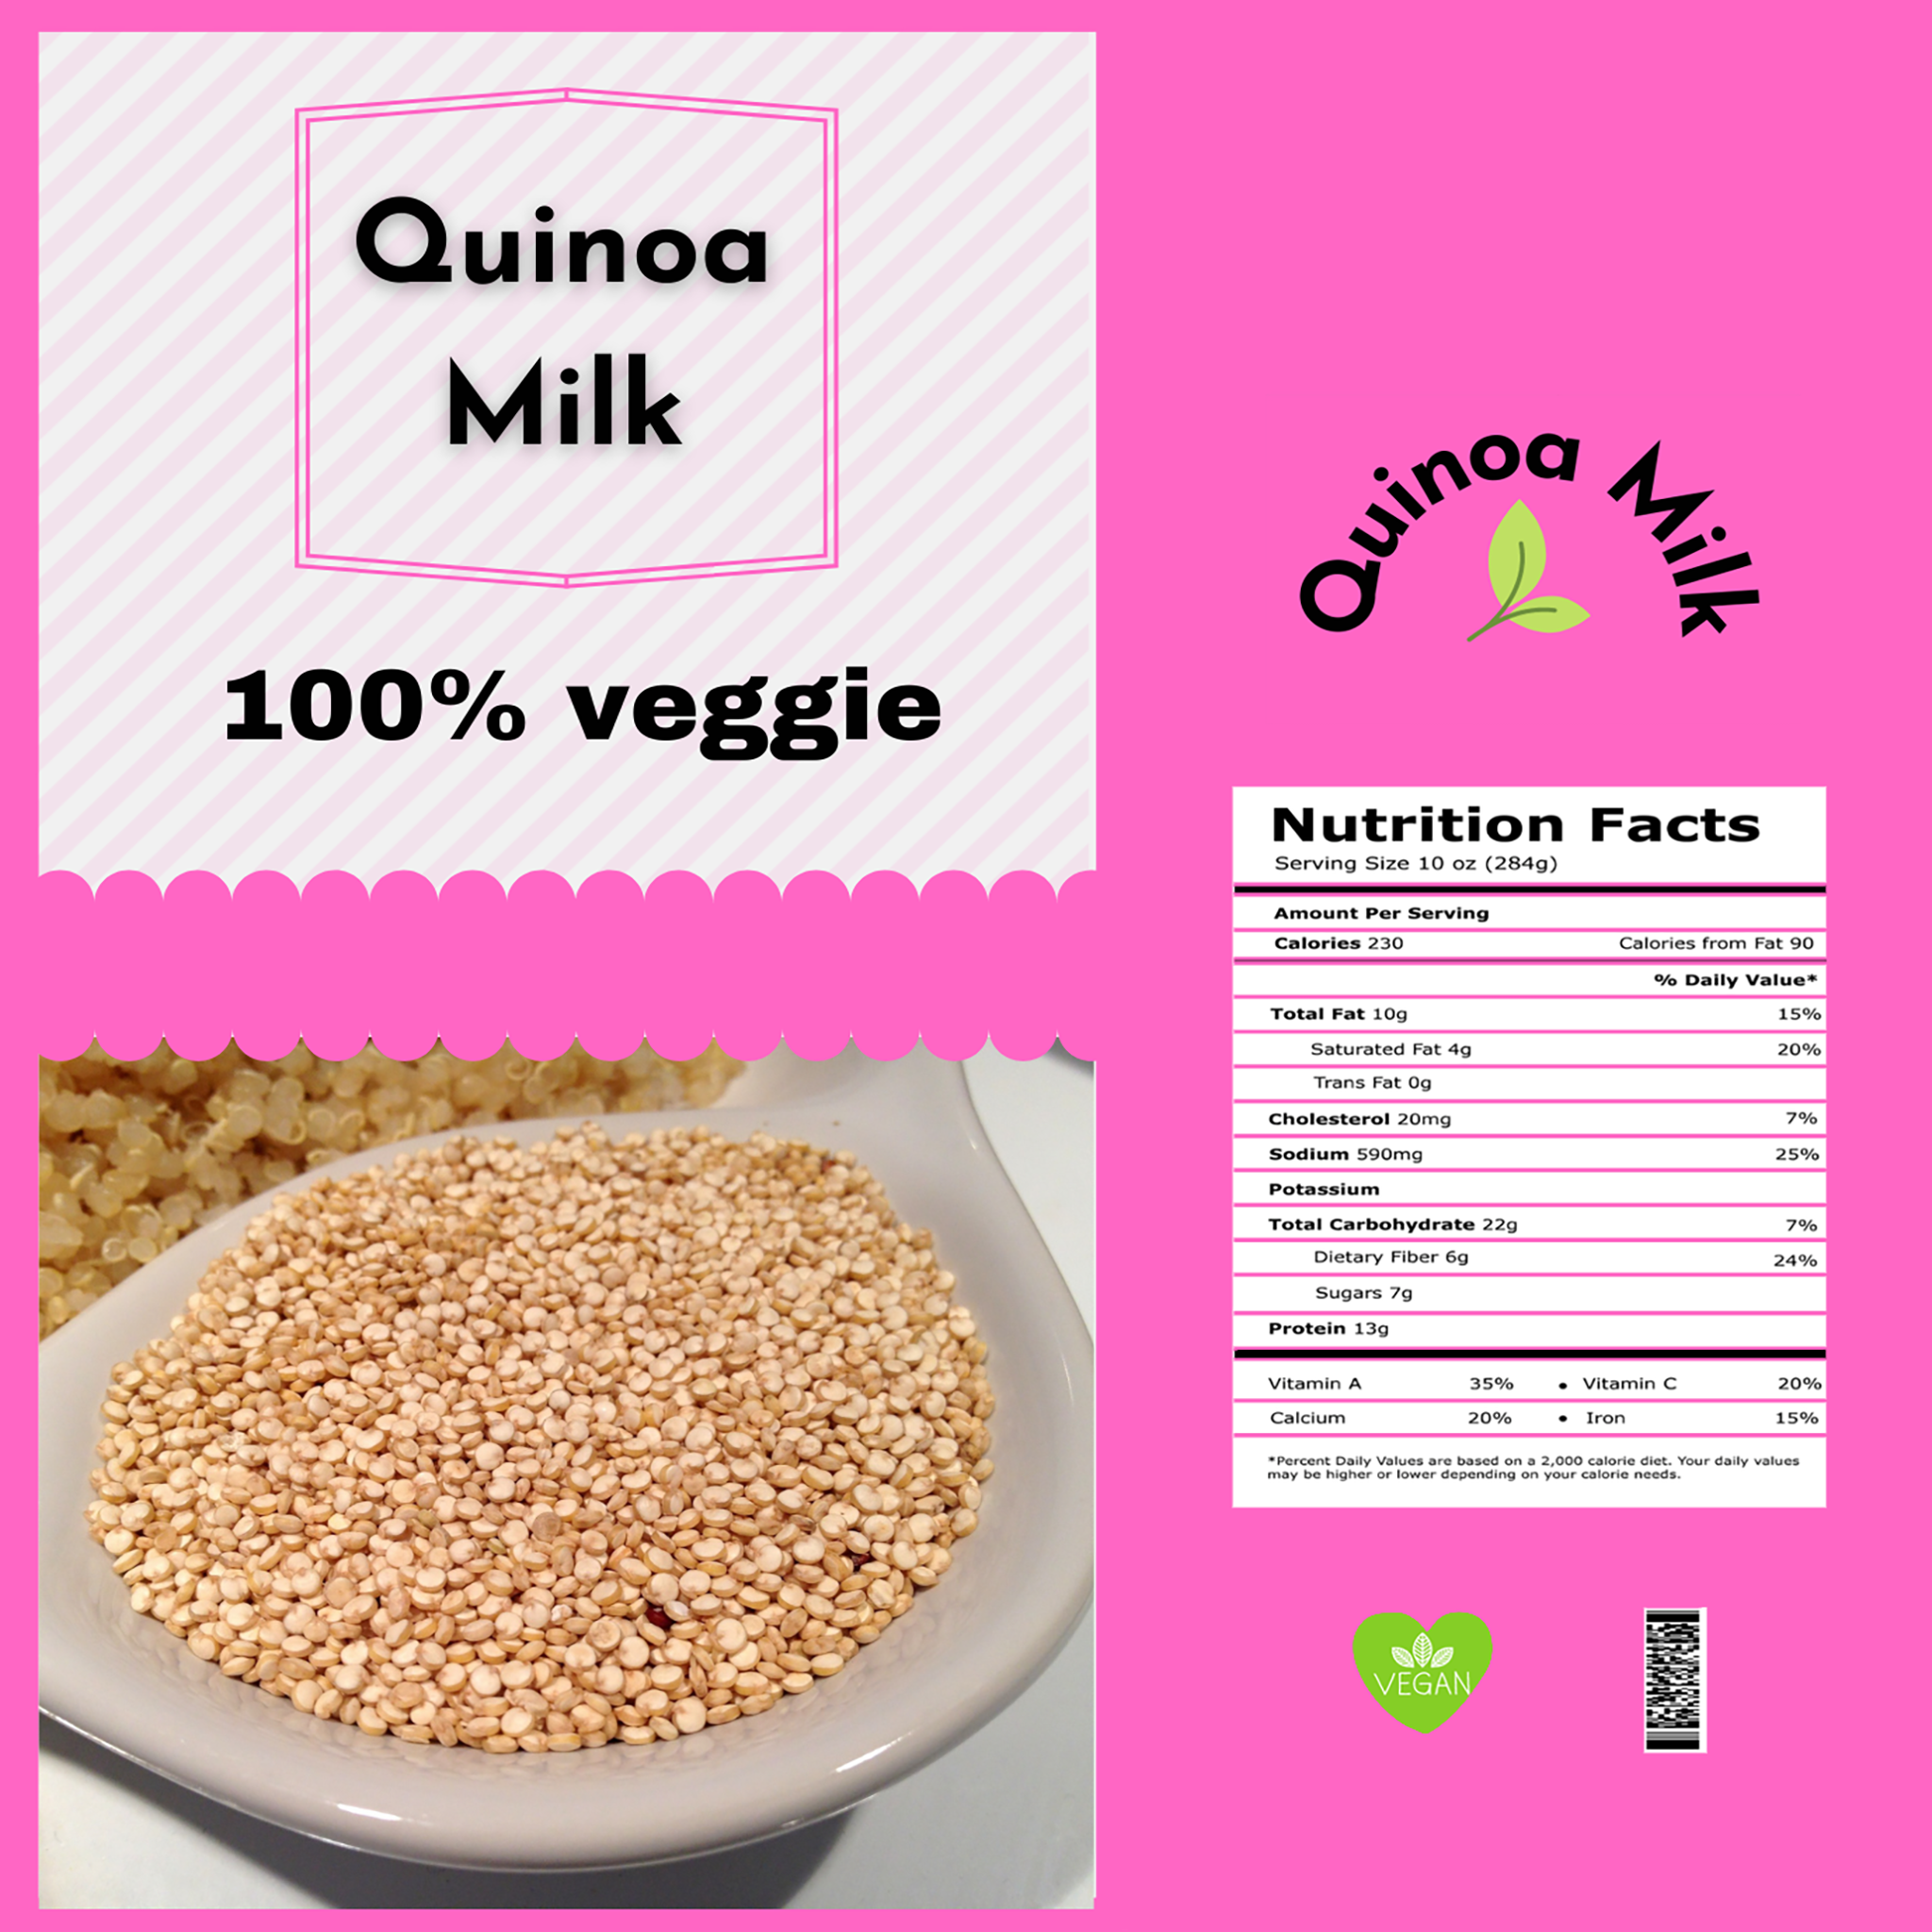 Quinoa
Milk
100% veggie
Quinoa Milk
Nutrition Facts
Serving Size 10 oz (284g)
Amount Per Serving
Calories 230 Calories from Fat 90
% Daily Value*
Total Fat 10g 15%
Saturated Fat 4g 20%
Trans Fat 0g
Cholesterol 20mg 7%
Sodium 590mg 25%
Potassium
Total Carbohydrate 22g 7%
Dietary Fiber 6g 24%
Sugars 7g
Protein 13g
Vitamin A 35% • Vitamin C 20%
Calcium 20% • Iron 15%
*Percent Daily Values are based on a 2,000 calorie diet. Your daily values
may be higher or lower depending on your calorie needs.
VEGAN